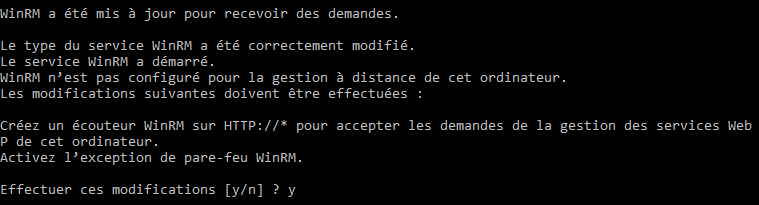 WinRM a été mis à jour pour recevoir des demandes.
Le type du service WinRM a été correctement modifié.
Le service WinRM a démarré.
WinRM n’est pas configuré pour la gestion à distance de cet ordinateur.
Les modifications suivantes doivent être effectuées :
Créez un écouteur WinRM sur HTTP://* pour accepter les demandes de la gestion des services Web
P de cet ordinateur.
Activez l’exception de pare-feu WinRM.
Effectuer ces modifications [y/n] ? y